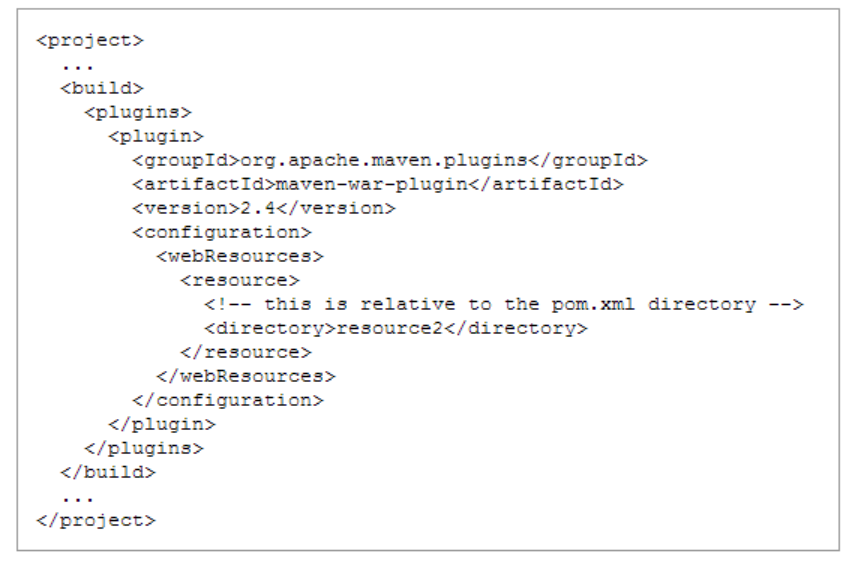 <project>
  ...
  <build>
    <plugins>
      <plugin>
        <groupId>org.apache.maven.plugins</groupId>
        <artifactId>maven-war-plugin</artifactId>
        <version>2.4</version>
        <configuration>
          <webResources>
            <resource>
              <!-- this is relative to the pom.xml directory -->
              <directory>resource2</directory>
            </resource>
          </webResources>
        </configuration>
      </plugin>
    </plugins>
  </build>
  ...
</project>